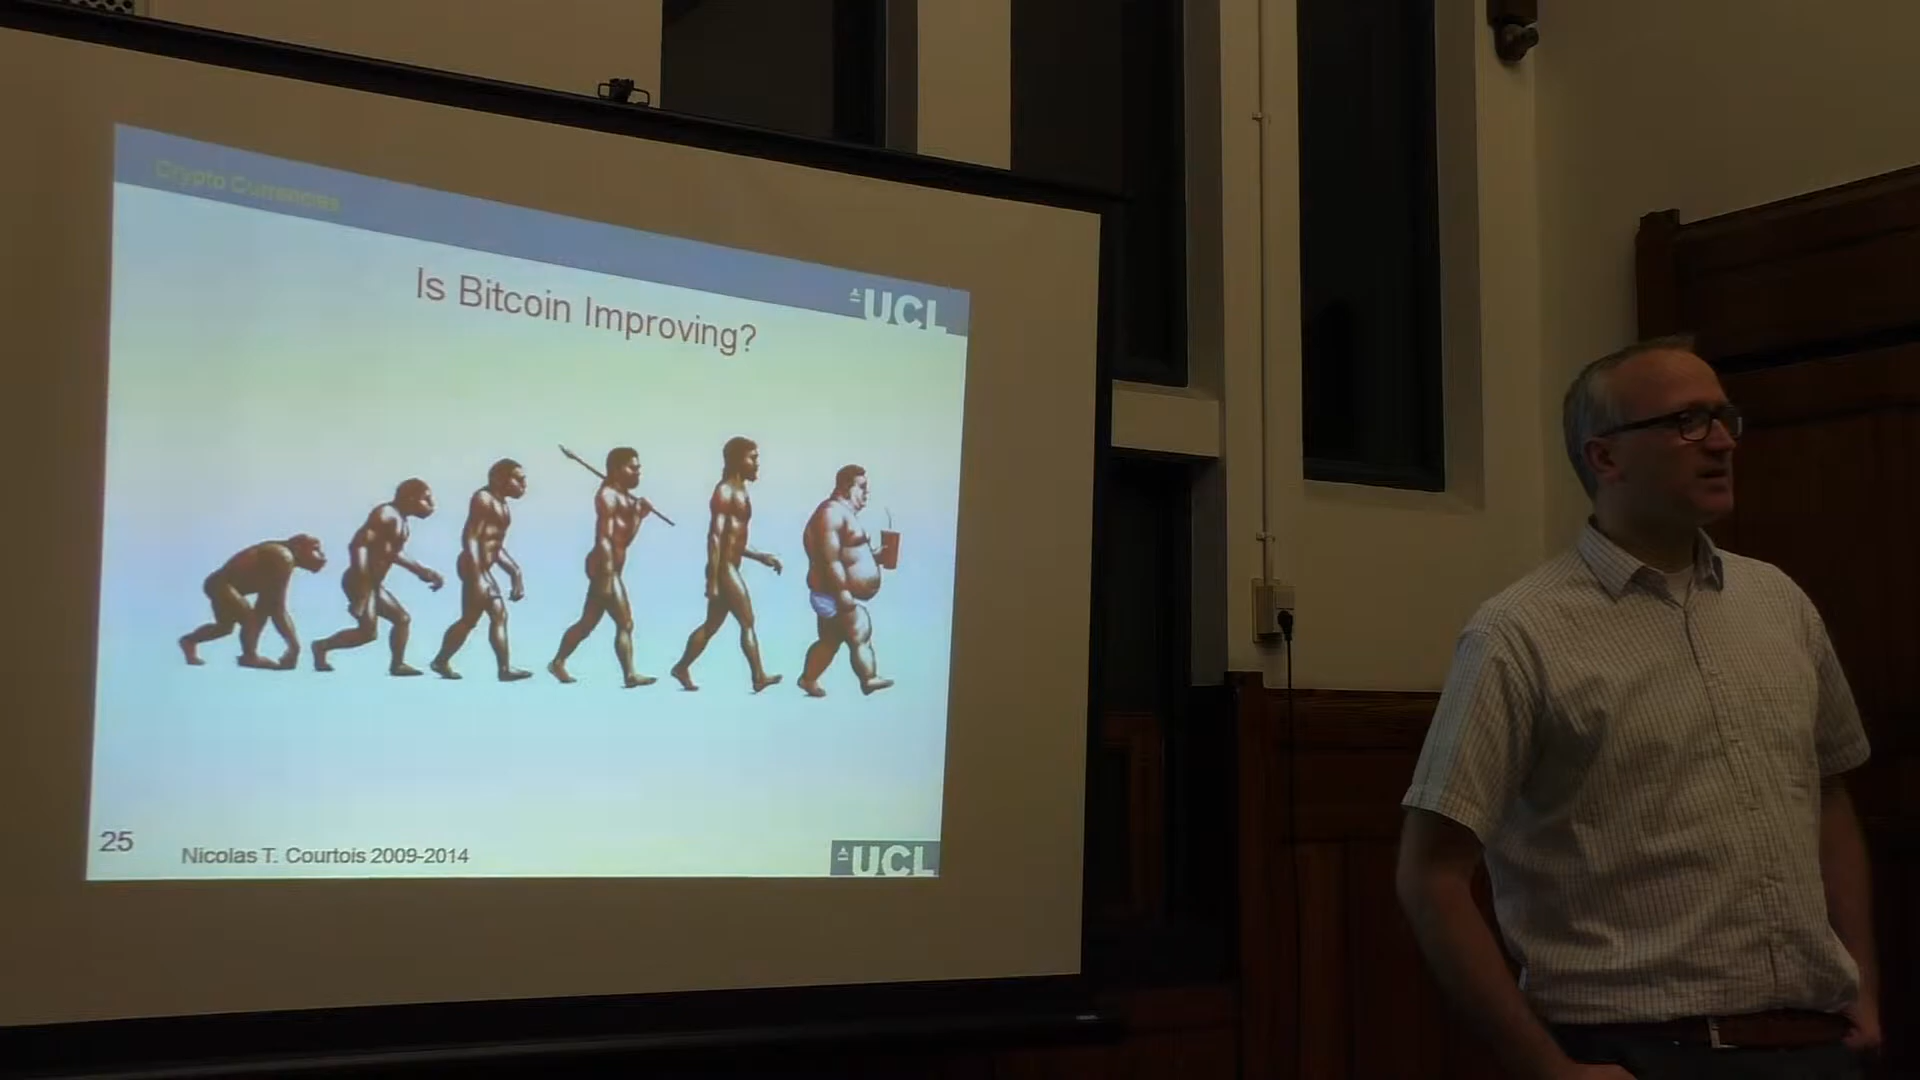 Crypto Currencies
UCL
Is Bitcoin Improving?
25
Nicolas T. Courtois 2009-2014
UCL